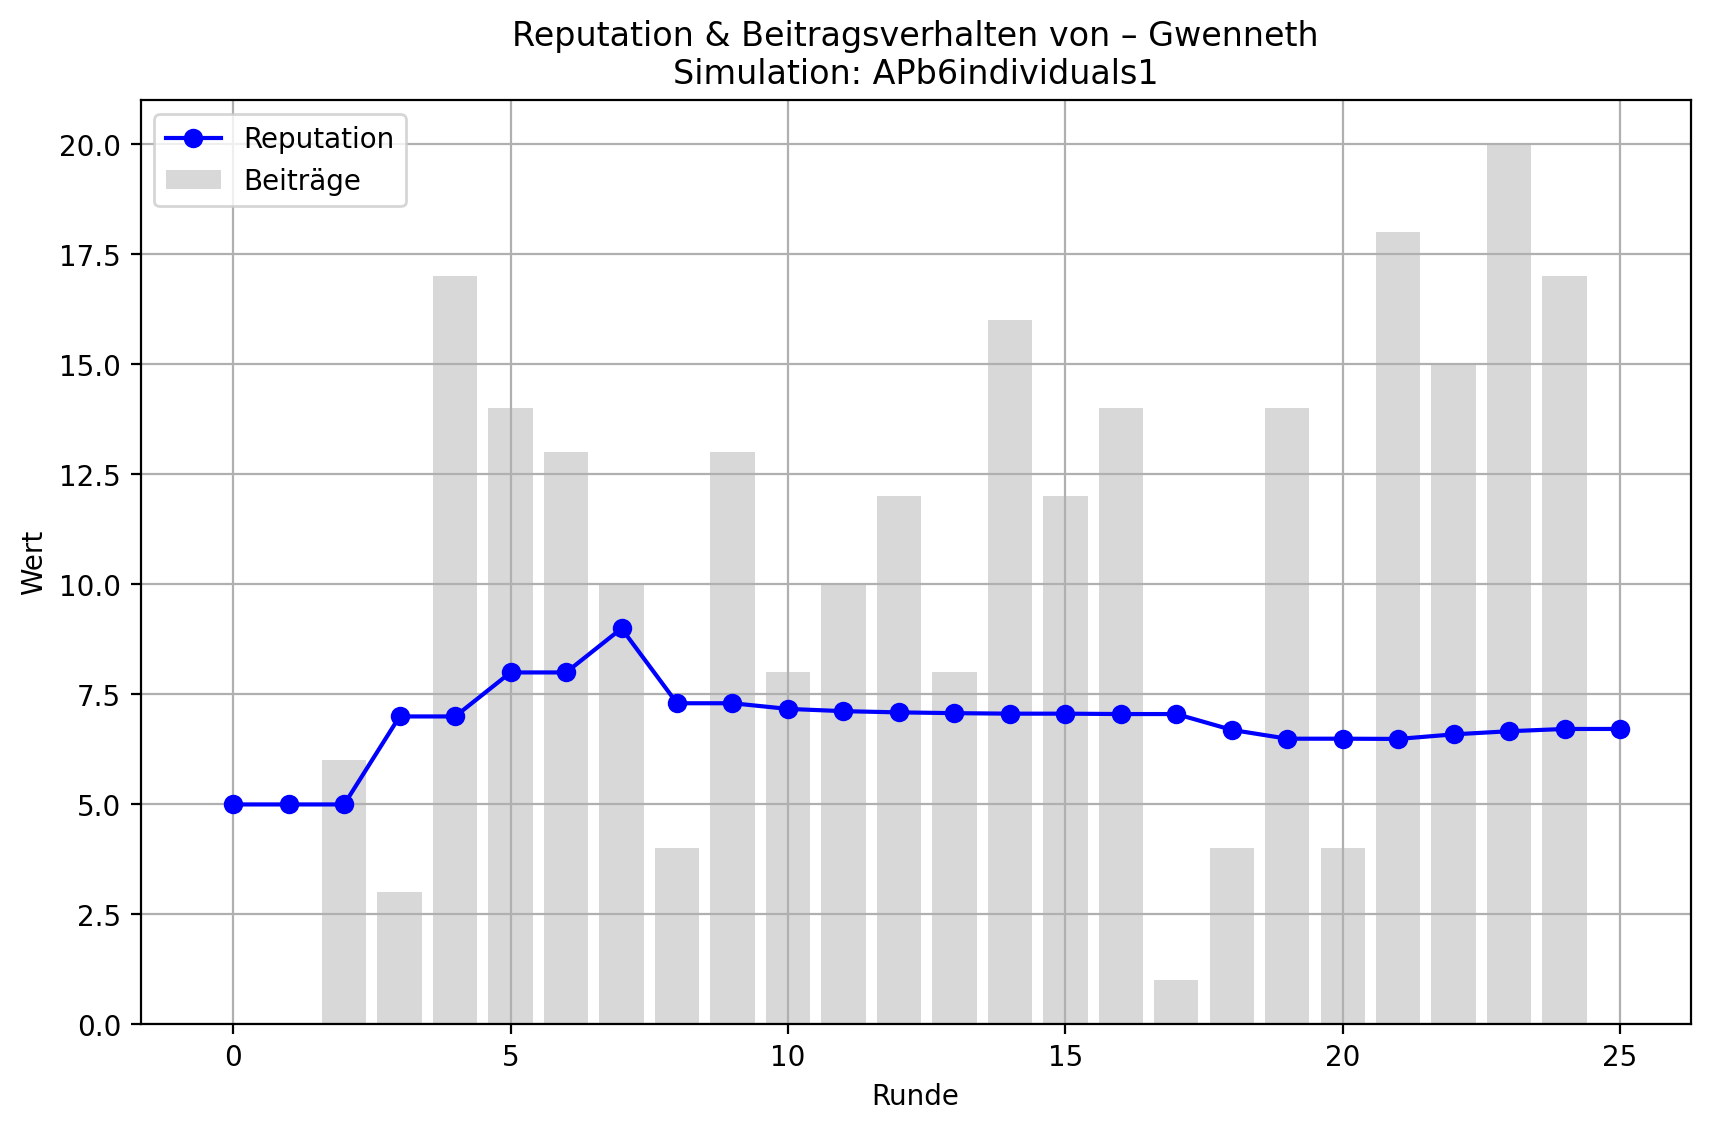 Reputation & Beitragsverhalten von – Gwenneth
Simulation: APb6individuals1
Reputation
Beiträge
20.0
17.5
15.0
12.5
10.0
7.5
5.0
2.5
0.0
Wert
0 5 10 15 20 25
Runde